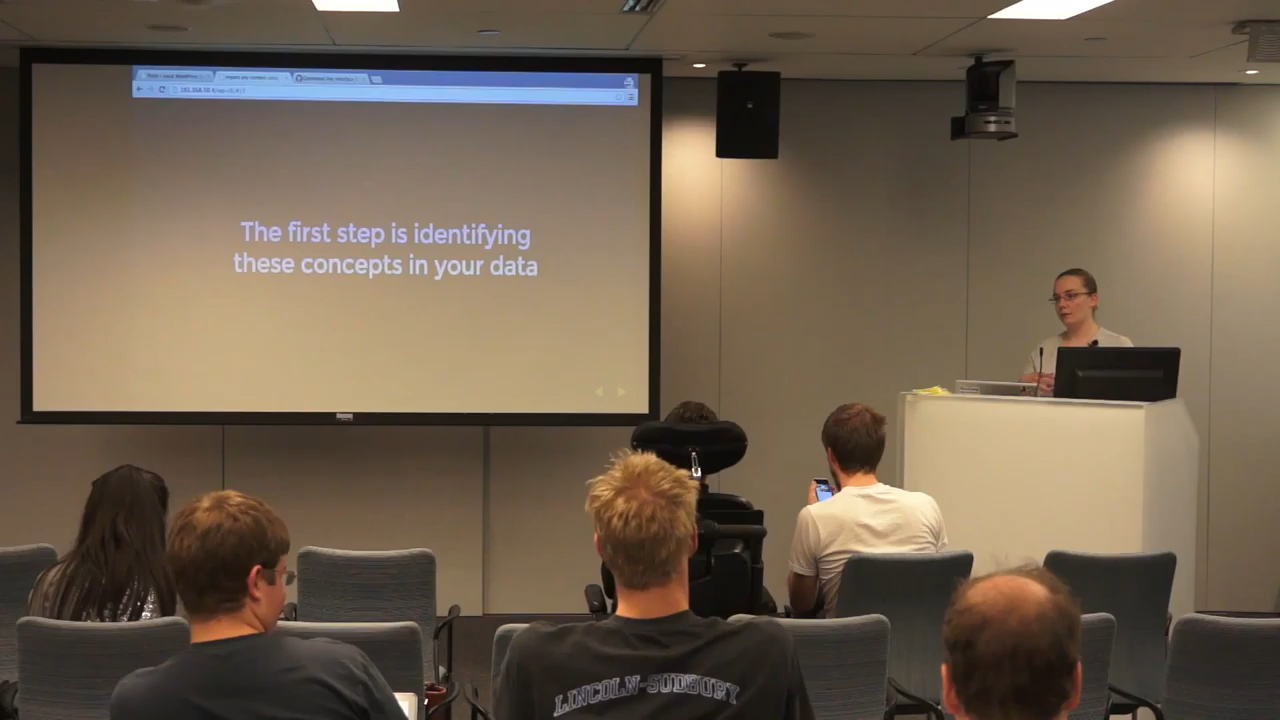 The first step is identifying
these concepts in your data
LINCOLN-SUDBURY